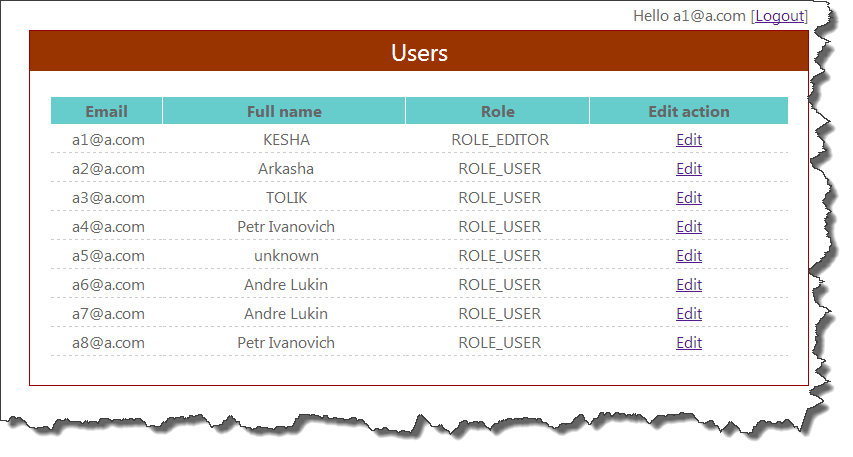 Hello a1@a.com [Logout]
Users
Email Full name Role Edit action
a1@a.com KESHA ROLE_EDITOR Edit
a2@a.com Arkasha ROLE_USER Edit
a3@a.com TOLIK ROLE_USER Edit
a4@a.com Petr Ivanovich ROLE_USER Edit
a5@a.com unknown ROLE_USER Edit
a6@a.com Andre Lukin ROLE_USER Edit
a7@a.com Andre Lukin ROLE_USER Edit
a8@a.com Petr Ivanovich ROLE_USER Edit